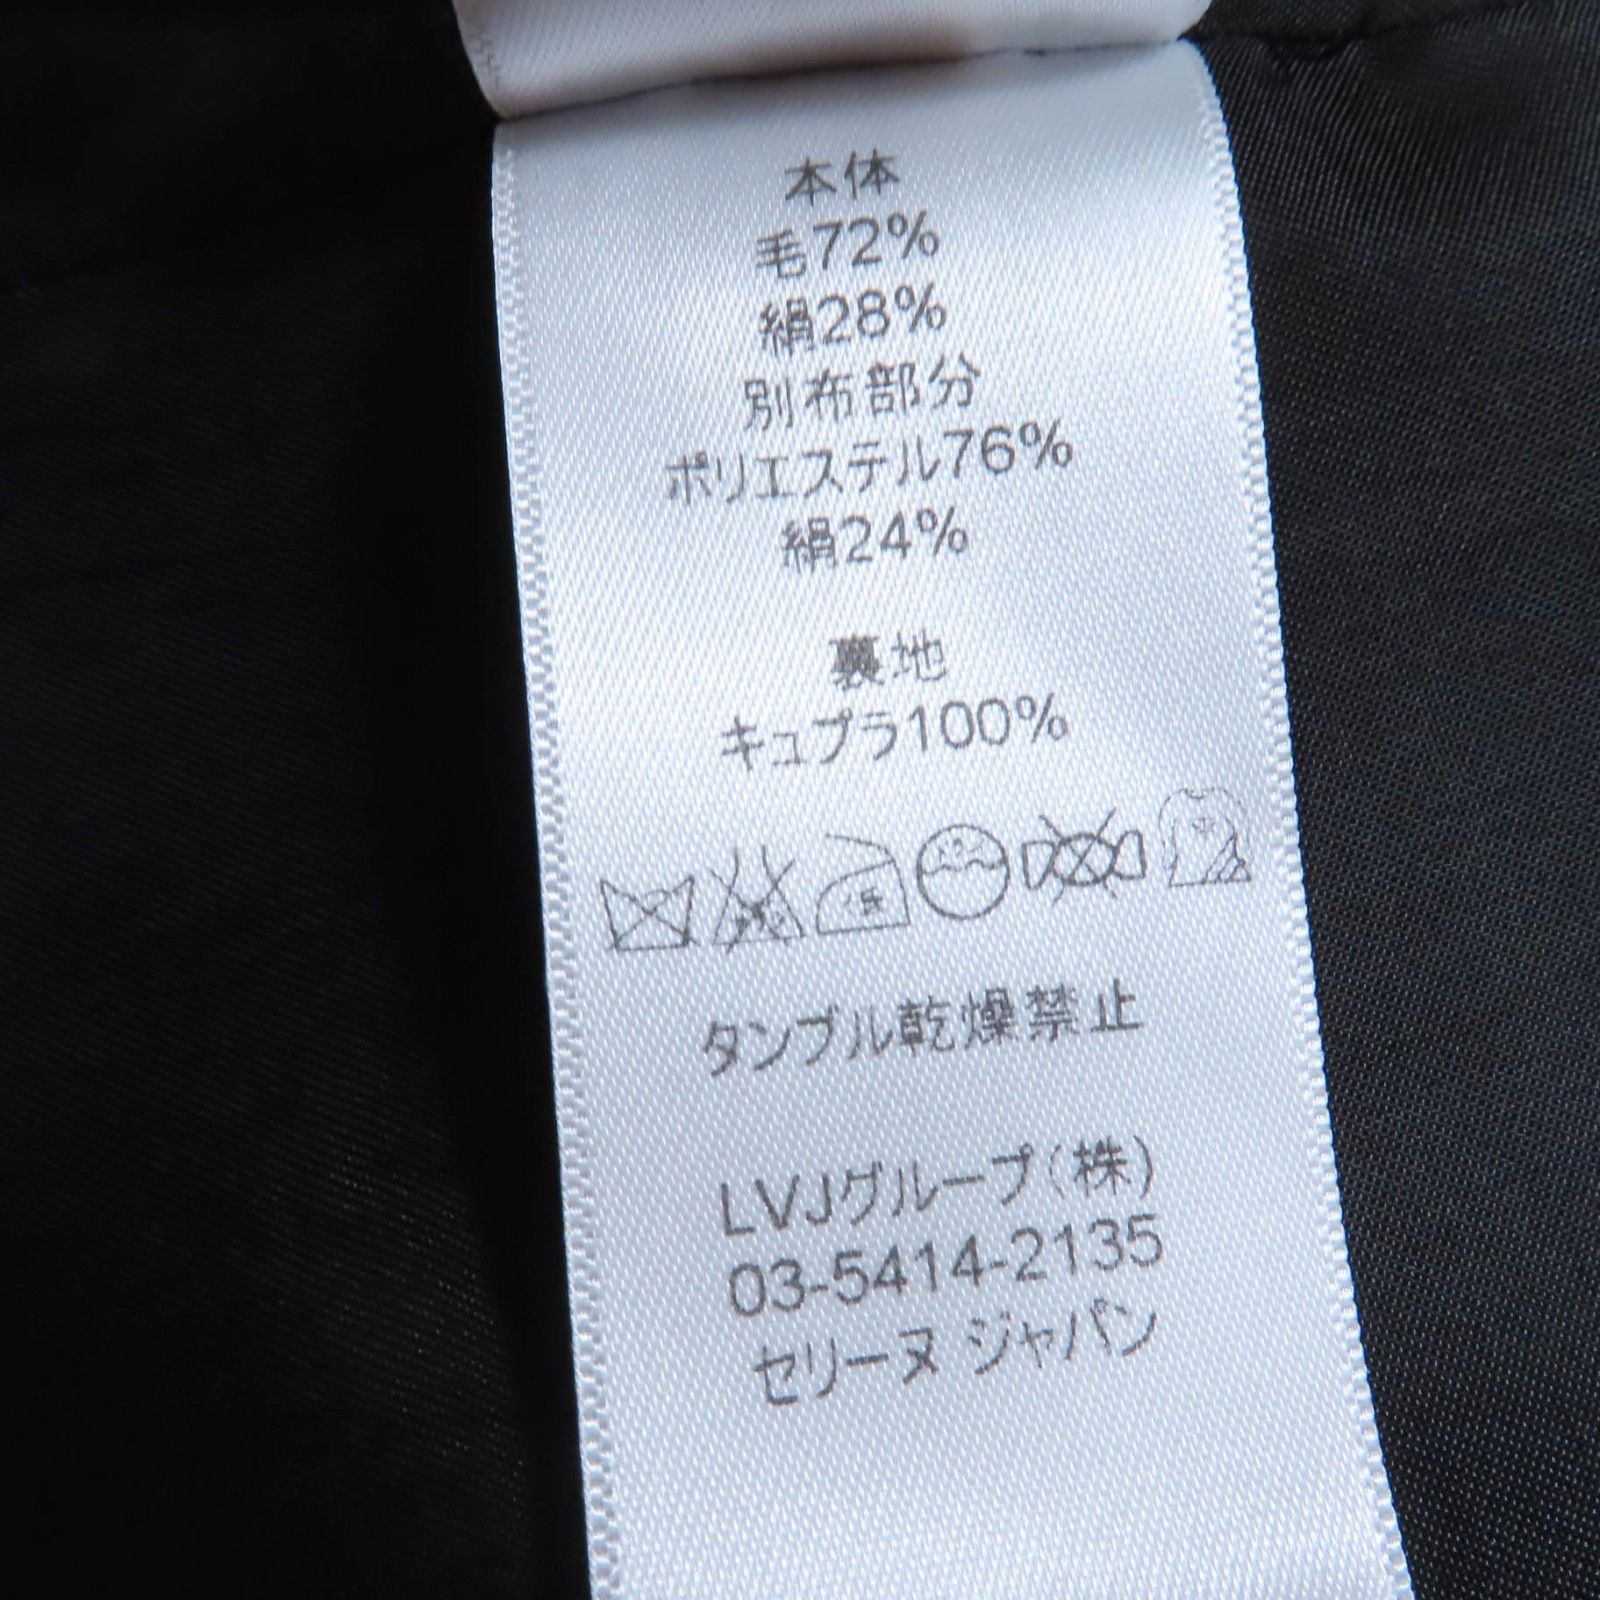 本体
毛72%
絹28%
別布部分
ポリエステル76%
絹24%
裏地
キュプラ100%
タンブル乾燥禁止
LVJグループ(株)
03-5414-2135
セリーヌ ジャパン